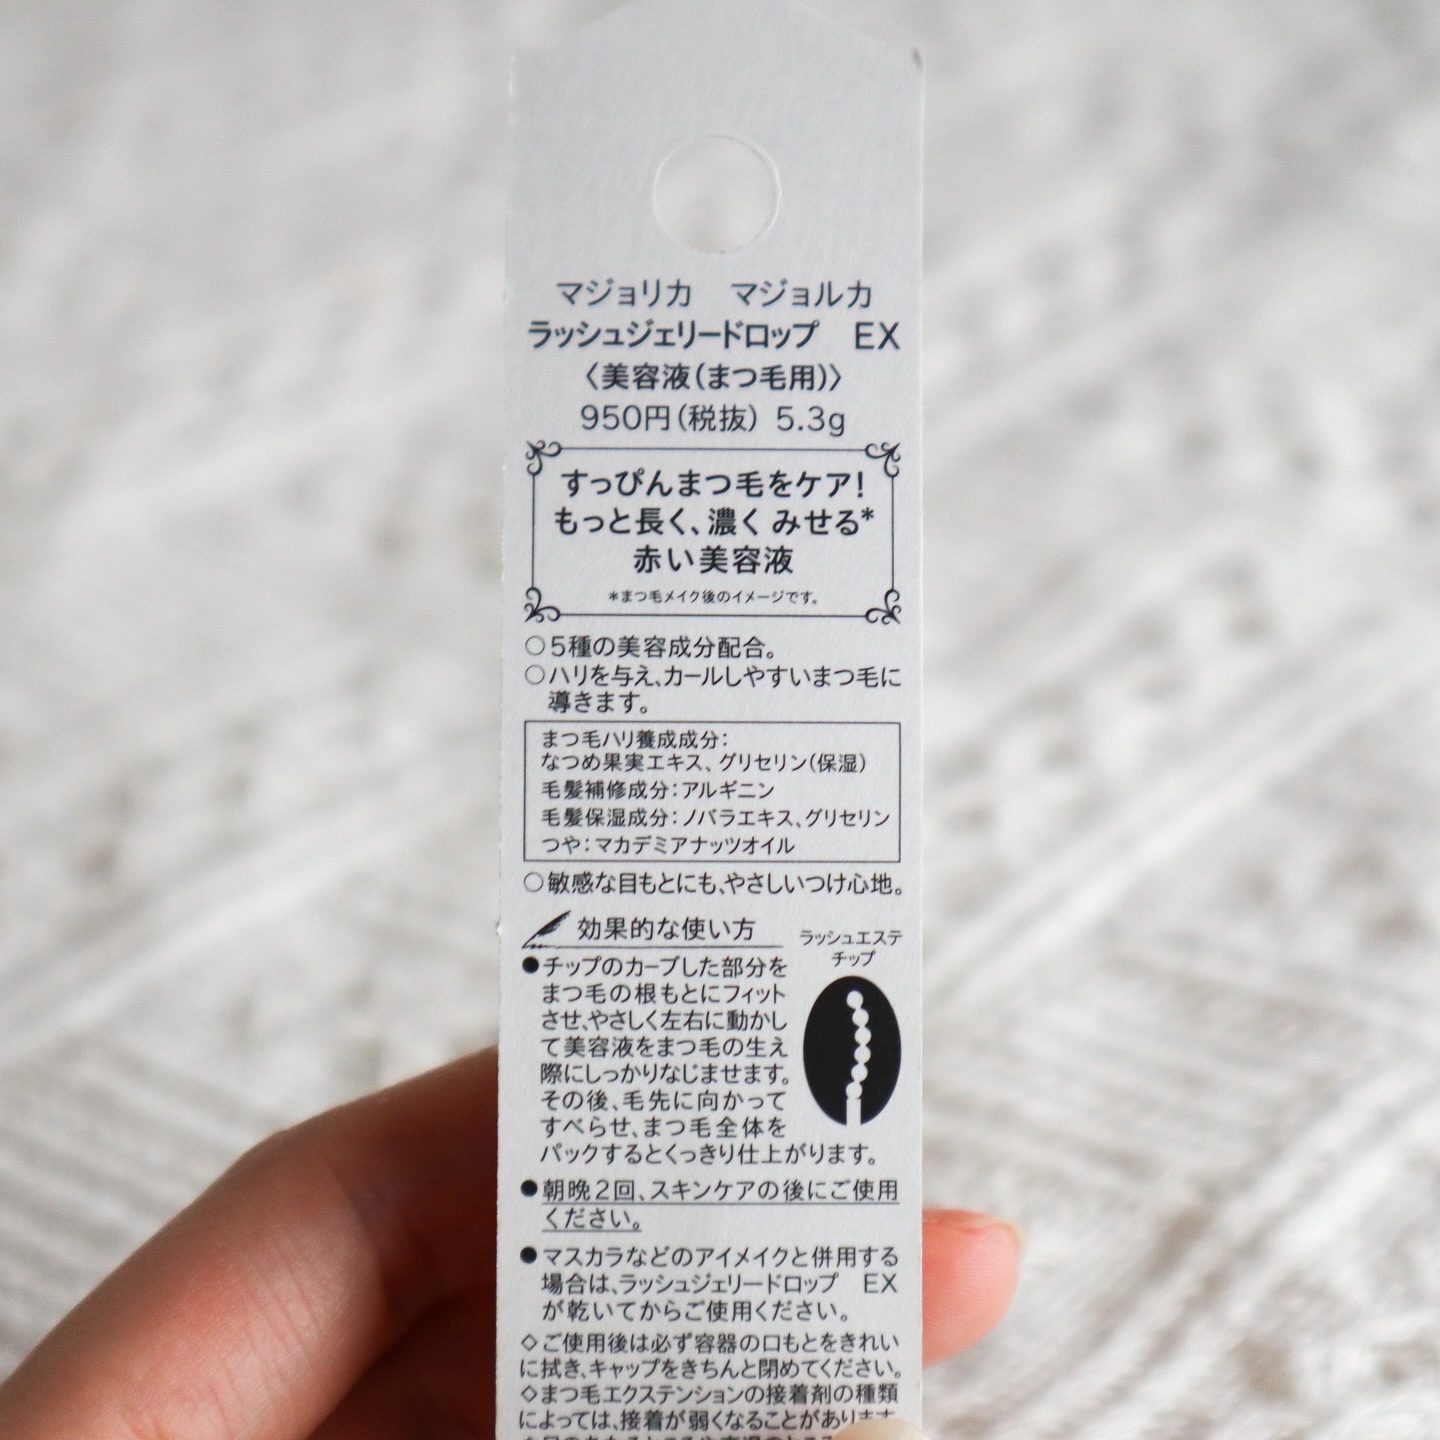 マジョリカ　マジョルカ
ラッシュジェリードロップ　EX
〈美容液(まつ毛用)〉
950円(税抜) 5.3g
すっぴんまつ毛をケア!
もっと長く、濃く みせる*
赤い美容液
*まつ毛メイク後のイメージです。
○5種の美容成分配合。
○ハリを与え、カールしやすいまつ毛に
導きます。
まつ毛ハリ養成成分:
なつめ果実エキス、グリセリン(保湿)
毛髪補修成分:アルギニン
毛髪保湿成分:ノバラエキス、グリセリン
つや:マカデミアナッツオイル
○敏感な目もとにも、やさしいつけ心地。
効果的な使い方
ラッシュエステ
チップ
●チップのカーブした部分を
まつ毛の根もとにフィット
させ、やさしく左右に動かし
て美容液をまつ毛の生え
際にしっかりなじませます。
その後、毛先に向かって
すべらせ、まつ毛全体を
パックするとくっきり仕上がります。
●朝晩2回、スキンケアの後にご使用
ください。
●マスカラなどのアイメイクと併用する
場合は、ラッシュジェリードロップ　EX
が乾いてからご使用ください。
◇ご使用後は必ず容器の口もとをきれい
に拭き、キャップをきちんと閉めてください。
◇まつ毛エクステンションの接着剤の種類
によっては、接着が弱くなることがあります